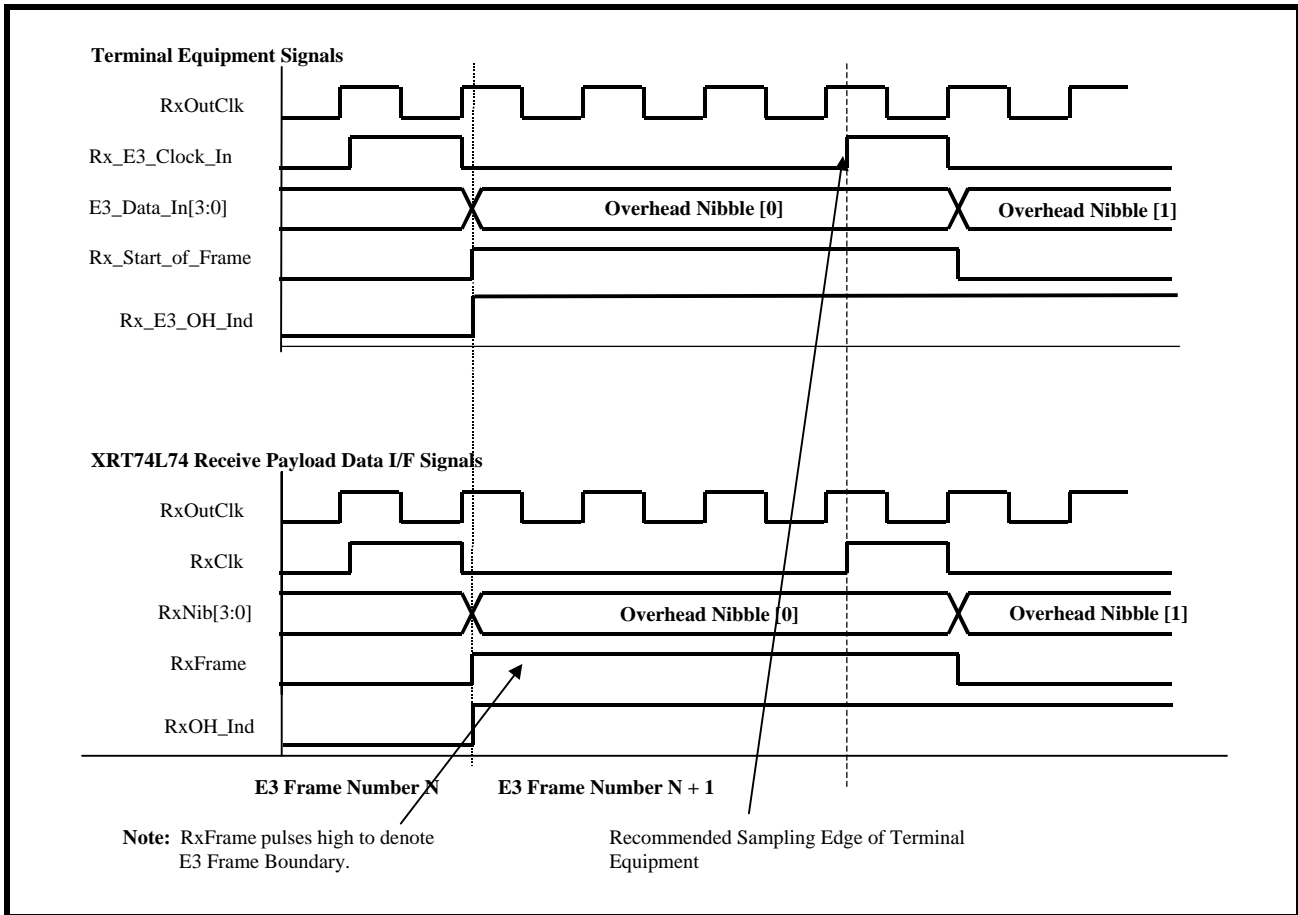 Terminal Equipment Signals
RxOutClk
Rx_E3_Clock_In
E3_Data_In[3:0]
Overhead Nibble [0]
Overhead Nibble [1]
Rx_Start_of_Frame
Rx_E3_OH_Ind
XRT74L74 Receive Payload Data I/F Signals
RxOutClk
RxClk
RxNib[3:0]
Overhead Nibble [0]
Overhead Nibble [1]
RxFrame
RxOH_Ind
E3 Frame Number N
E3 Frame Number N + 1
Note: RxFrame pulses high to denote
E3 Frame Boundary.
Recommended Sampling Edge of Terminal
Equipment